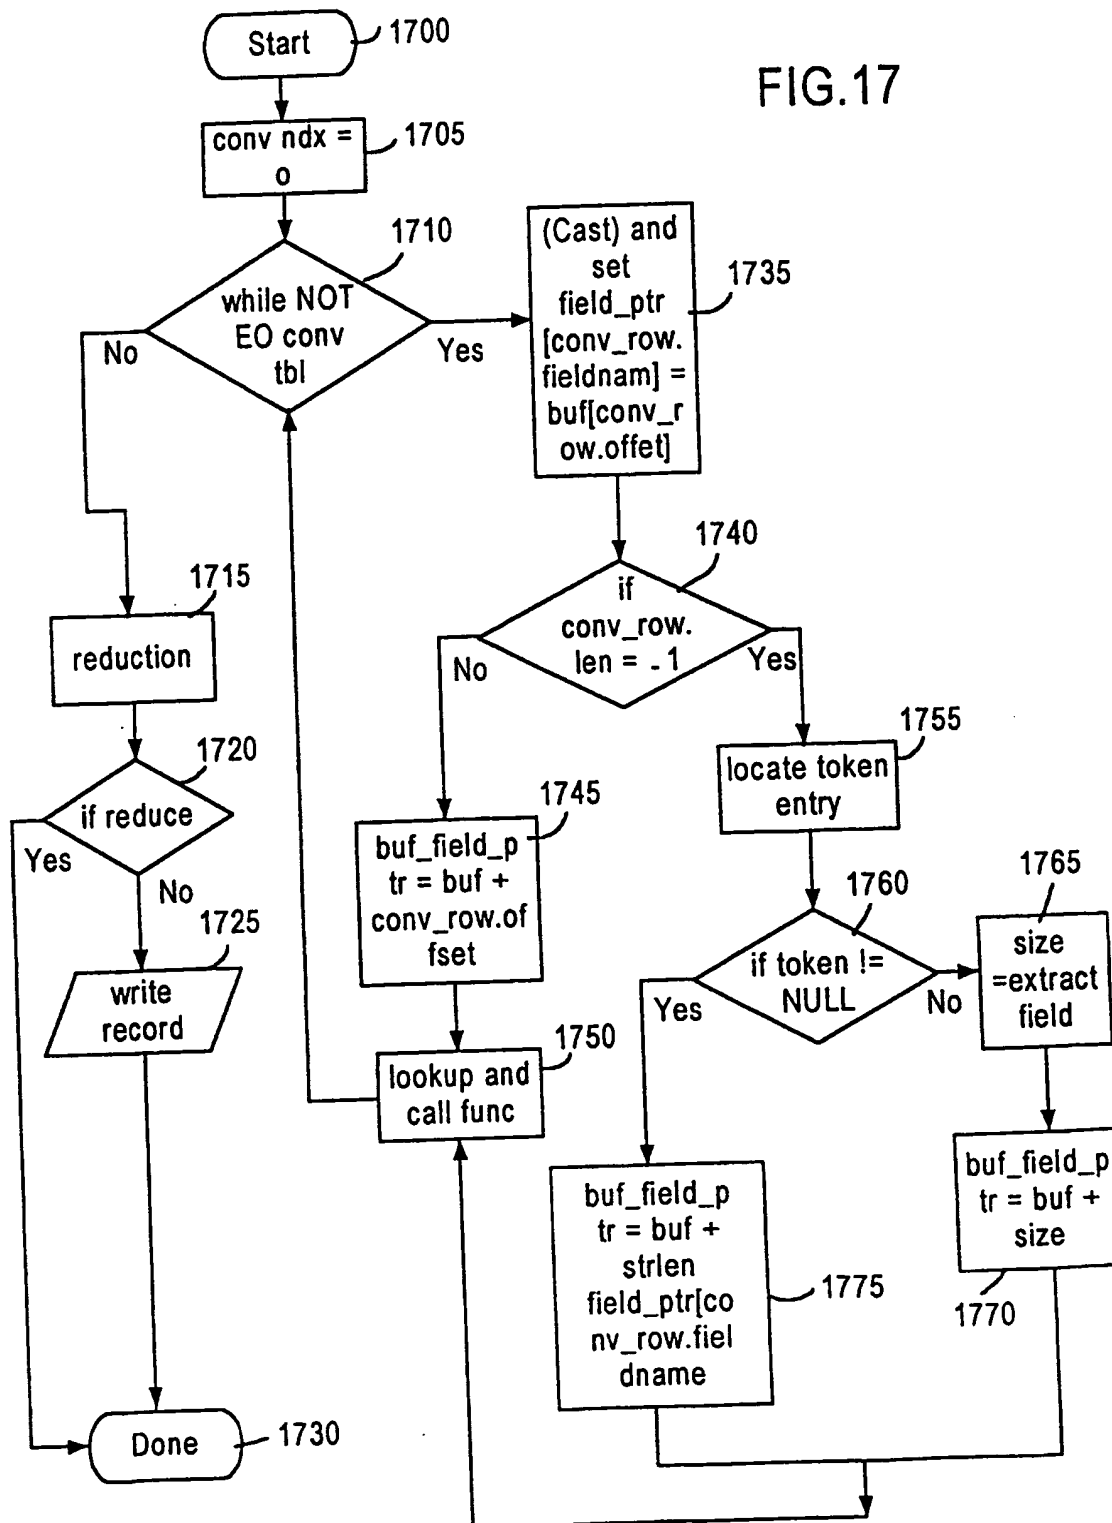 Start
1700
FIG.17
conv ndx =
o
1705
1710
while NOT
EO conv
tbl
No
Yes
(Cast) and
set
field_ptr
[conv_row.
fieldnam] =
buf[conv_r
ow.offet]
1735
1740
if
conv_row.
len = - 1
No
Yes
1715
reduction
1720
if reduce
Yes
No
1725
write
record
1745
buf_field_p
tr = buf +
conv_row.of
fset
1750
lookup and
call func
1755
locate token
entry
1760
if token !=
NULL
Yes
No
1765
size
=extract
field
buf_field_p
tr = buf +
size
1770
buf_field_p
tr = buf +
strlen
field_ptr[co
nv_row.fiel
dname
1775
Done
1730